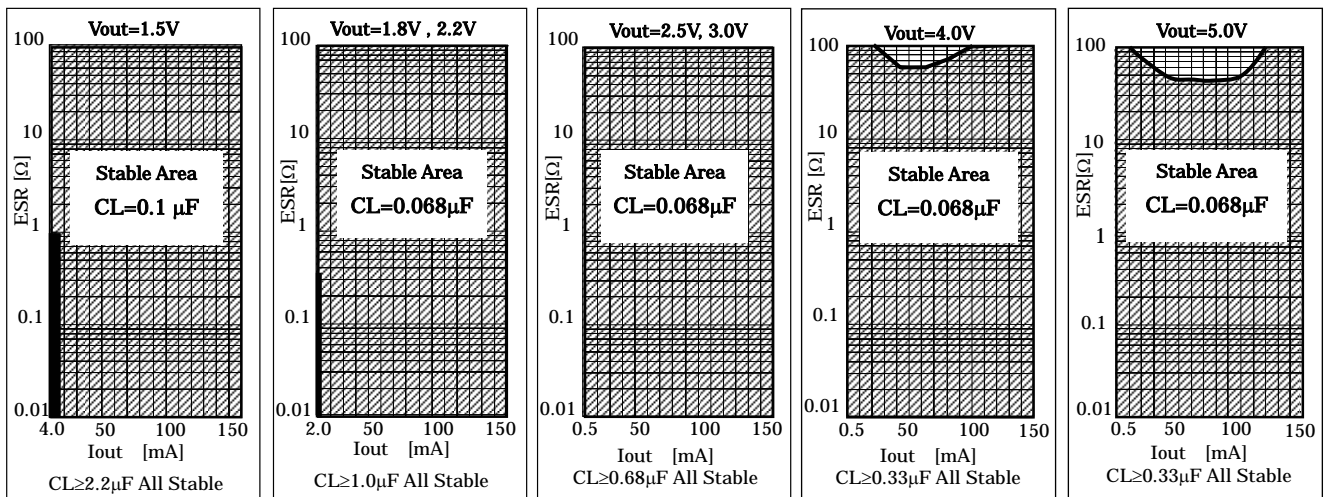 Vout=1.5V
100
10
1
0.1
0.01
ESR[Ω]
Stable Area
CL=0.1 μF
4.0 50 100 150
Iout [mA]
CL≥2.2μF All Stable
Vout=1.8V , 2.2V
100
10
1
0.1
0.01
ESR[Ω]
Stable Area
CL=0.068μF
2.0 50 100 150
Iout [mA]
CL≥1.0μF All Stable
Vout=2.5V, 3.0V
100
10
1
0.1
0.01
ESR[Ω]
Stable Area
CL=0.068μF
0.5 50 100 150
Iout [mA]
CL≥0.68μF All Stable
Vout=4.0V
100
10
1
0.1
0.01
ESR [Ω]
Stable Area
CL=0.068μF
0.5 50 100 150
Iout [mA]
CL≥0.33μF All Stable
Vout=5.0V
100
10
1
0.1
0.01
ESR [Ω]
Stable Area
CL=0.068μF
0.5 50 100 150
Iout [mA]
CL≥0.33μF All Stable